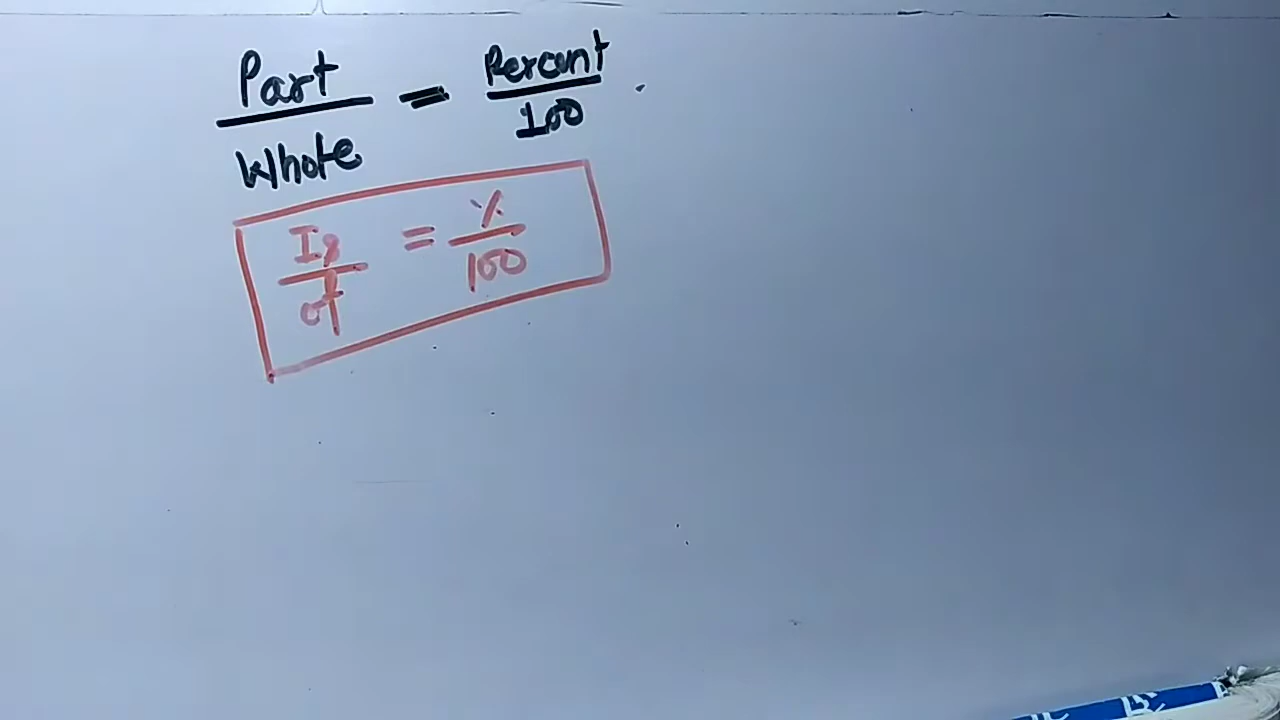 Part = Percent
Whole 100
Is = %
of 100